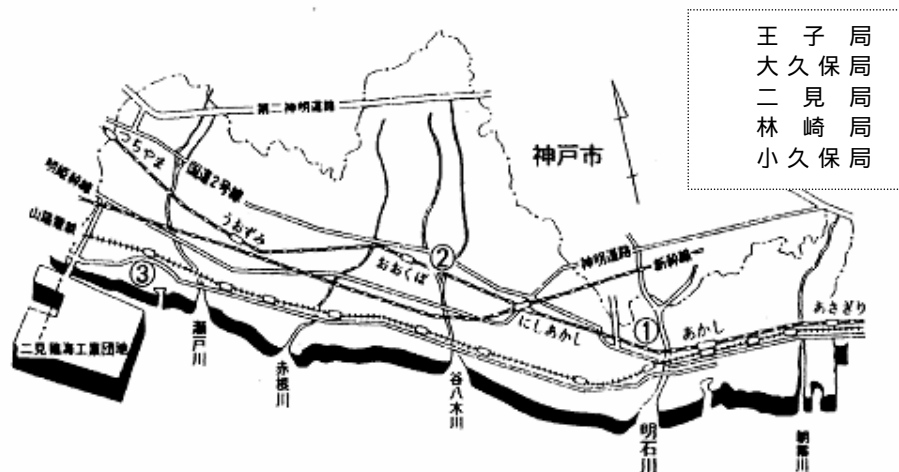 王子局
大久保局
二見局
林崎局
小久保局
第二神明道路
神戸市
つちやま
国道2号線
明姫幹線
山陽電鉄
うおずみ
おおくぼ
②
神明道路
新幹線
③
にしあかし
①
あかし
あさぎり
二見臨海工業団地
瀬戸川
赤根川
谷八木川
明石川
朝霧川